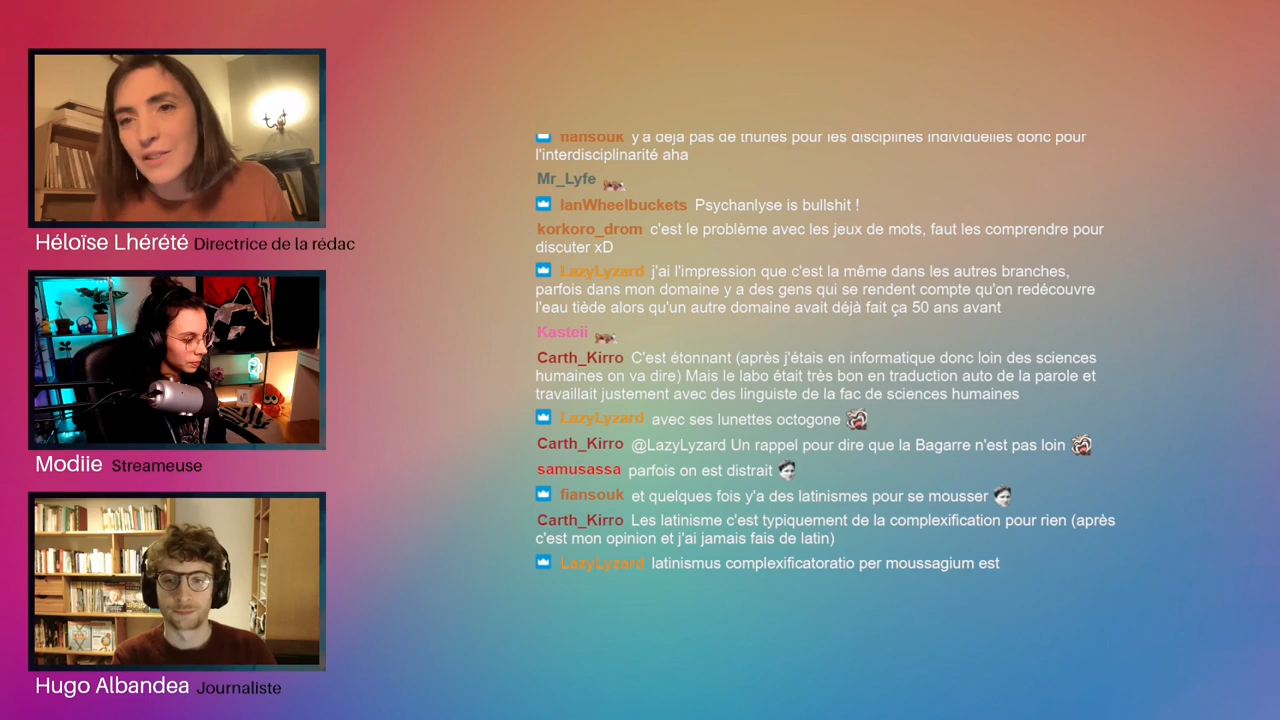 Héloïse Lhérété Directrice de la rédac
Modiie Streameuse
Hugo Albandea Journaliste
fiansouk y'a déjà pas de thunes pour les disciplines individuelles donc pour
l'interdisciplinarité aha
Mr_Lyfe
IanWheelbuckets Psychanlyse is bullshit !
korkoro_drom c'est le problème avec les jeux de mots, faut les comprendre pour
discuter xD
LazyLyzard j'ai l'impression que c'est la même dans les autres branches,
parfois dans mon domaine y a des gens qui se rendent compte qu'on redécouvre
l'eau tiède alors qu'un autre domaine avait déjà fait ça 50 ans avant
Kasteii
Carth_Kirro C'est étonnant (après j'étais en informatique donc loin des sciences
humaines on va dire) Mais le labo était très bon en traduction auto de la parole et
travaillait justement avec des linguiste de la fac de sciences humaines
LazyLyzard avec ses lunettes octogone
Carth_Kirro @LazyLyzard Un rappel pour dire que la Bagarre n'est pas loin
samusassa parfois on est distrait
fiansouk et quelques fois y'a des latinismes pour se mousser
Carth_Kirro Les latinisme c'est typiquement de la complexification pour rien (après
c'est mon opinion et j'ai jamais fais de latin)
LazyLyzard latinismus complexificatoratio per moussagium est